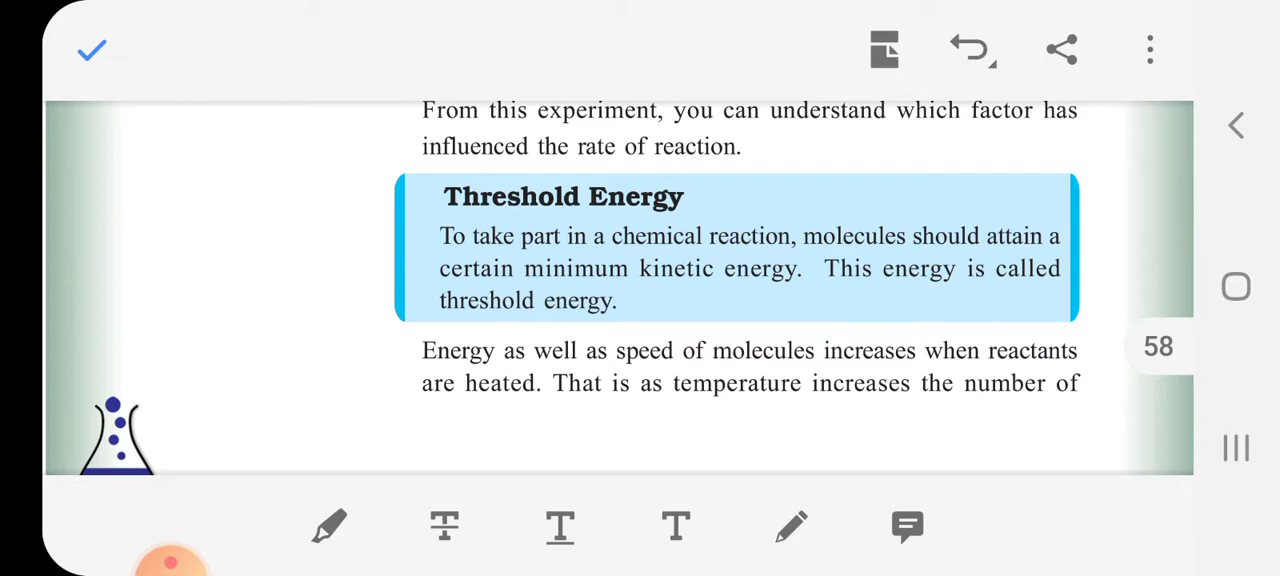 From this experiment, you can understand which factor has
influenced the rate of reaction.
Threshold Energy
To take part in a chemical reaction, molecules should attain a
certain minimum kinetic energy. This energy is called
threshold energy.
Energy as well as speed of molecules increases when reactants
are heated. That is as temperature increases the number of
58
T
T
T